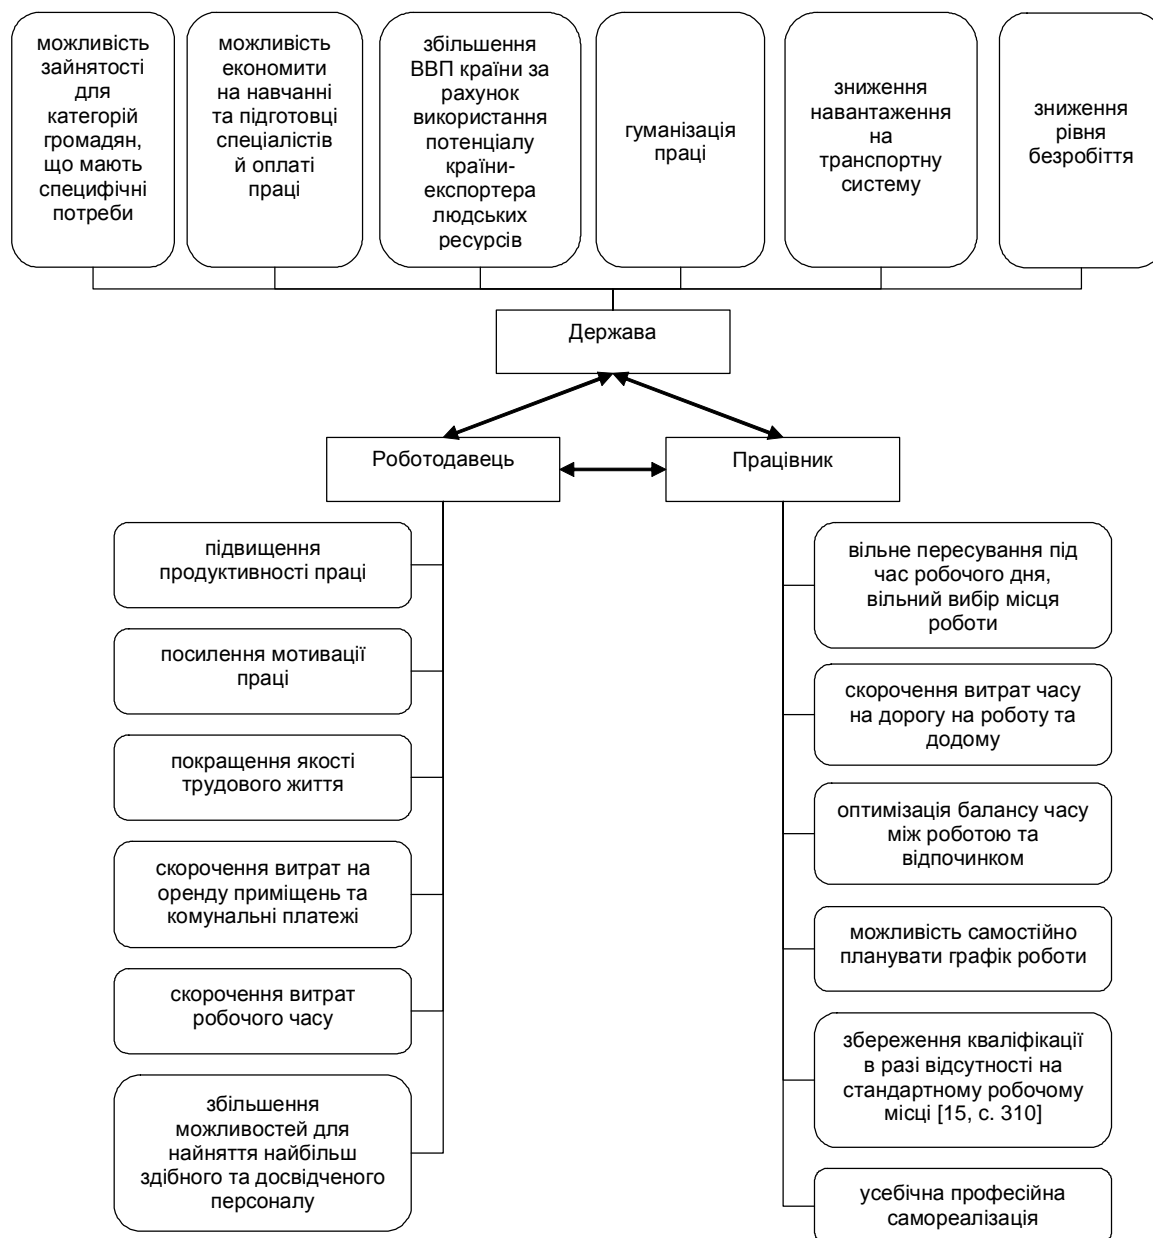 можливість
зайнятості
для
категорій
громадян,
що мають
специфічні
потреби
можливість
економити
на навчанні
та підготовці
спеціалістів
й оплаті
праці
збільшення
ВВП країни за
рахунок
використання
потенціалу
країни-
експортера
людських
ресурсів
гуманізація
праці
зниження
навантаження
на
транспортну
систему
зниження
рівня
безробіття
Держава
Роботодавець
Працівник
підвищення
продуктивності праці
посилення мотивації
праці
покращення якості
трудового життя
скорочення витрат на
оренду приміщень та
комунальні платежі
скорочення витрат
робочого часу
збільшення
можливостей для
найняття найбільш
здібного та досвідченого
персоналу
вільне пересування під
час робочого дня,
вільний вибір місця
роботи
скорочення витрат часу
на дорогу на роботу та
додому
оптимізація балансу часу
між роботою та
відпочинком
можливість самостійно
планувати графік роботи
збереження кваліфікації
в разі відсутності на
стандартному робочому
місці [15, с. 310]
усебічна професійна
самореалізація